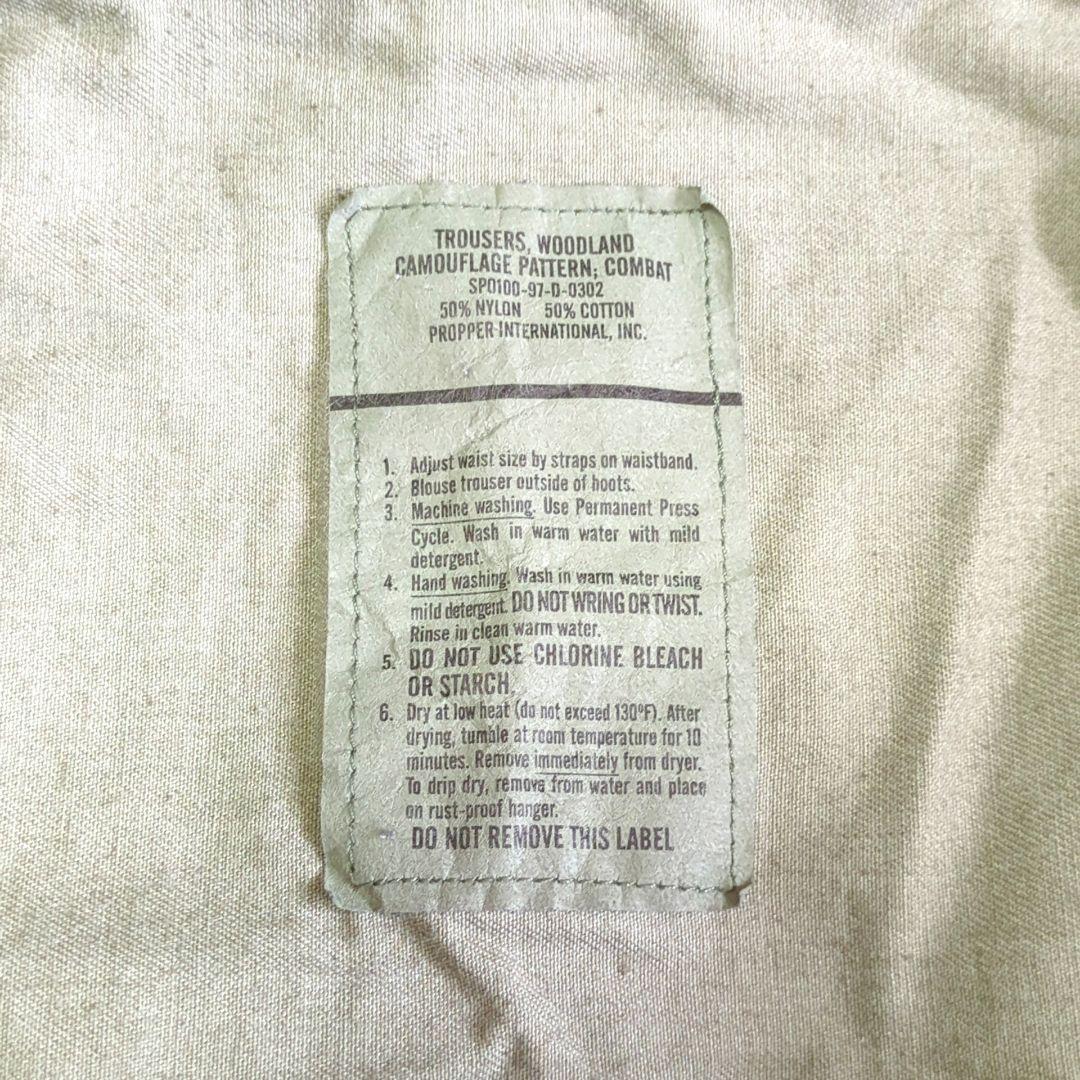 TROUSERS, WOODLAND
CAMOUFLAGE PATTERN; COMBAT
SPO100-97-D-0302
50% NYLON 50% COTTON
PROPPER INTERNATIONAL, INC.
1. Adjust waist size by straps on waistband.
2. Blouse trouser outside of boots.
3. Machine washing. Use Permanent Press
Cycle. Wash in warm water with mild
detergent.
4. Hand washing. Wash in warm water using
mild detergent. DO NOT WRING OR TWIST.
Rinse in clean warm water.
5. DO NOT USE CHLORINE BLEACH
OR STARCH.
6. Dry at low heat (do not exceed 130°F). After
drying, tumble at room temperature for 10
minutes. Remove immediately from dryer.
To drip dry, remove from water and place
on rust-proof hanger.
DO NOT REMOVE THIS LABEL